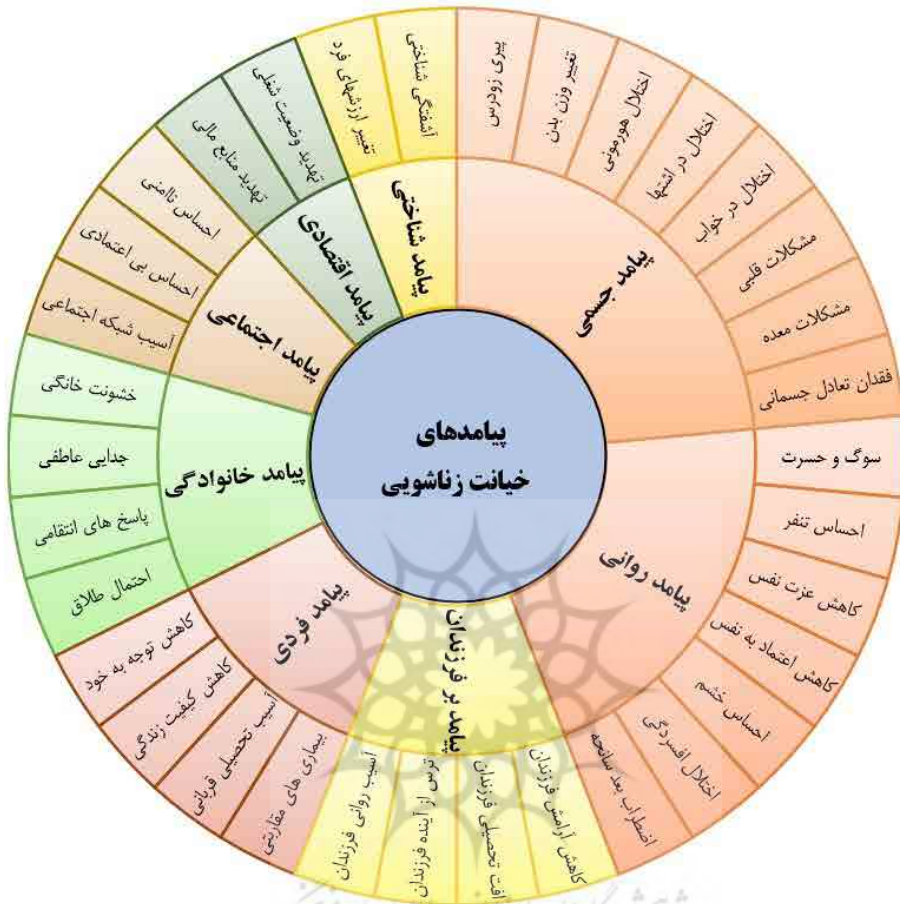 پیامدهای
خیانت زناشویی
پیامد جسمی
پیری زودرس
تغییر وزن بدن
اختلال هورمونی
اختلال در اشتها
اختلال در خواب
مشکلات قلبی
مشکلات معده
فقدان تعادل جسمانی
پیامد روانی
سوگ و حسرت
احساس تنفر
کاهش عزت نفس
کاهش اعتماد به نفس
احساس خشم
اختلال افسردگی
اضطراب بعد سانحه
پیامد بر فرزندان
کاهش آرامش فرزندان
افت تحصیلی فرزندان
ترس از آینده فرزندان
آسیب روانی فرزندان
پیامد فردی
بیماری های مقاربتی
آسیب تحصیلی قربانی
کاهش کیفیت زندگی
کاهش توجه به خود
پیامد خانوادگی
احتمال طلاق
پاسخ های انتقامی
جدایی عاطفی
خشونت خانگی
پیامد اجتماعی
آسیب شبکه اجتماعی
احساس بی اعتمادی
احساس ناامنی
پیامد اقتصادی
تهدید منابع مالی
تهدید وضعیت شغلی
پیامد شناختی
تغییر ارزشهای فرد
آشفتگی شناختی